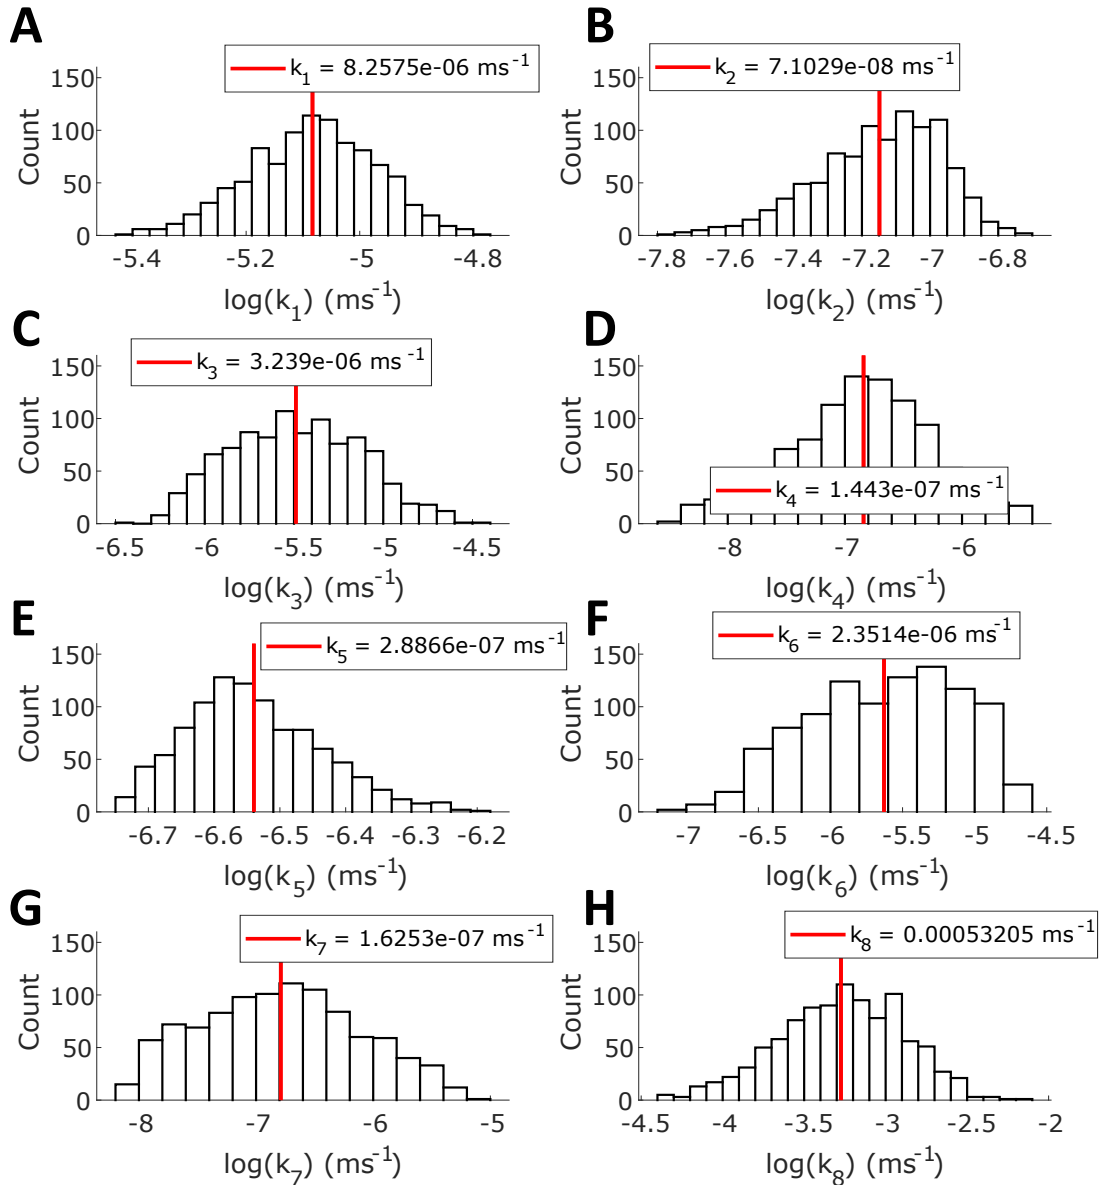 A
k1 = 8.2575e-06 ms-1
150
100
50
0
Count
-5.4
-5.2
-5
-4.8
log(k1) (ms-1)
B
k2 = 7.1029e-08 ms-1
150
100
50
0
Count
-7.8
-7.6
-7.4
-7.2
-7
-6.8
log(k2) (ms-1)
C
k3 = 3.239e-06 ms-1
150
100
50
0
Count
-6.5
-6
-5.5
-5
-4.5
log(k3) (ms-1)
D
k4 = 1.443e-07 ms-1
150
100
50
0
Count
-8
-7
-6
log(k4) (ms-1)
E
k5 = 2.8866e-07 ms-1
150
100
50
0
Count
-6.7
-6.6
-6.5
-6.4
-6.3
-6.2
log(k5) (ms-1)
F
k6 = 2.3514e-06 ms-1
150
100
50
0
Count
-7
-6.5
-6
-5.5
-5
-4.5
log(k6) (ms-1)
G
k7 = 1.6253e-07 ms-1
150
100
50
0
Count
-8
-7
-6
-5
log(k7) (ms-1)
H
k8 = 0.00053205 ms-1
150
100
50
0
Count
-4.5
-4
-3.5
-3
-2.5
-2
log(k8) (ms-1)